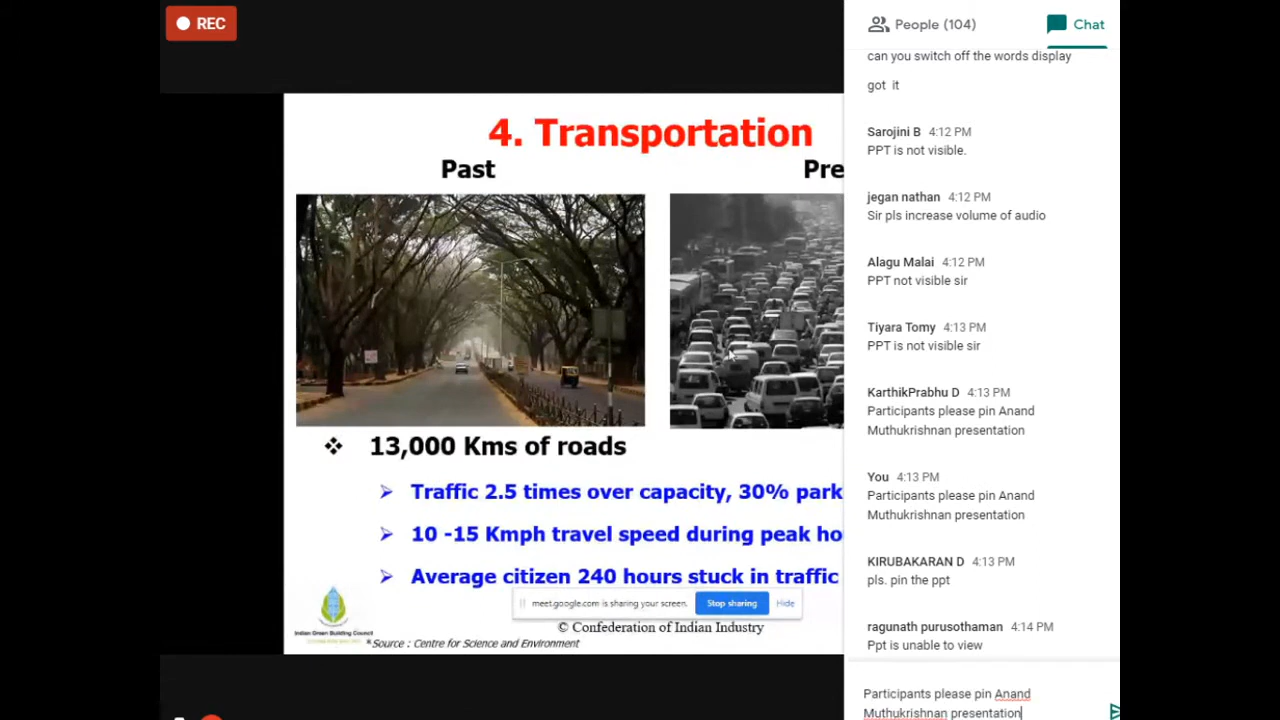 REC
People (104)
Chat
can you switch off the words display
got it
Sarojini B 4:12 PM
PPT is not visible.
jegan nathan 4:12 PM
Sir pls increase volume of audio
Alagu Malai 4:12 PM
PPT not visible sir
Tiyara Tomy 4:13 PM
PPT is not visible sir
KarthikPrabhu D 4:13 PM
Participants please pin Anand
Muthukrishnan presentation
You 4:13 PM
Participants please pin Anand
Muthukrishnan presentation
KIRUBAKARAN D 4:13 PM
pls. pin the ppt
ragunath purusothaman 4:14 PM
Ppt is unable to view
Participants please pin Anand
Muthukrishnan presentation
4. Transportation
Past
Pre
❖ 13,000 Kms of roads
➢ Traffic 2.5 times over capacity, 30% park
➢ 10 -15 Kmph travel speed during peak ho
➢ Average citizen 240 hours stuck in traffic
meet.google.com is sharing your screen.
Stop sharing
Hide
Indian Green Building Council
© Confederation of Indian Industry
*Source : Centre for Science and Environment